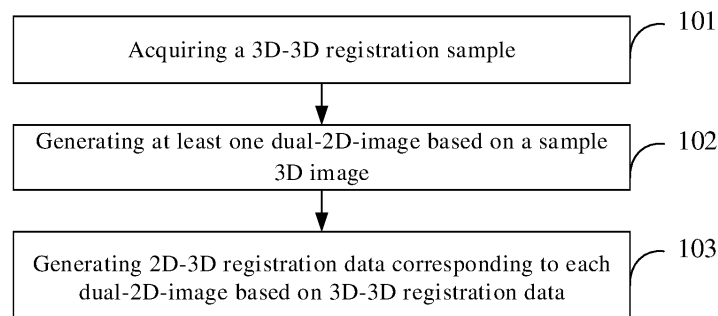 101
Acquiring a 3D-3D registration sample
102
Generating at least one dual-2D-image based on a sample
3D image
103
Generating 2D-3D registration data corresponding to each
dual-2D-image based on 3D-3D registration data